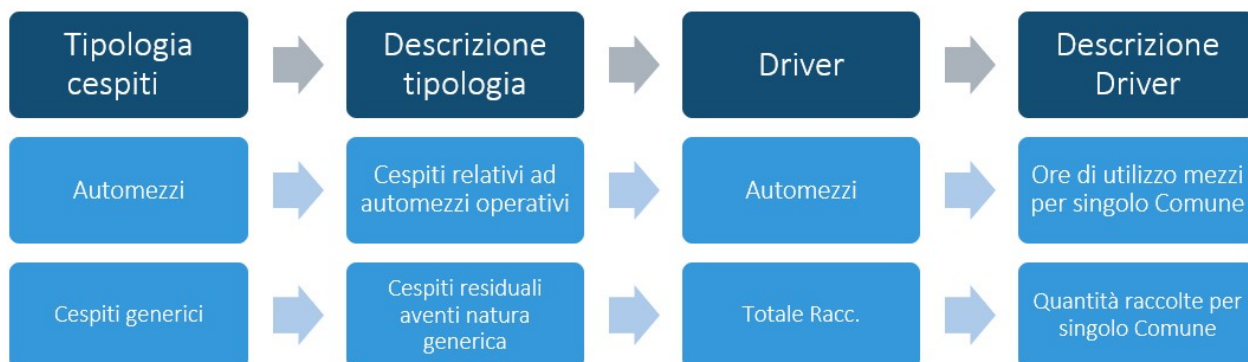 Tipologia
cespiti
Descrizione
tipologia
Driver
Descrizione
Driver
Automezzi
Cespiti relativi ad
automezzi operativi
Automezzi
Ore di utilizzo mezzi
per singolo Comune
Cespiti generici
Cespiti residuali
aventi natura
generica
Totale Racc.
Quantità raccolte per
singolo Comune